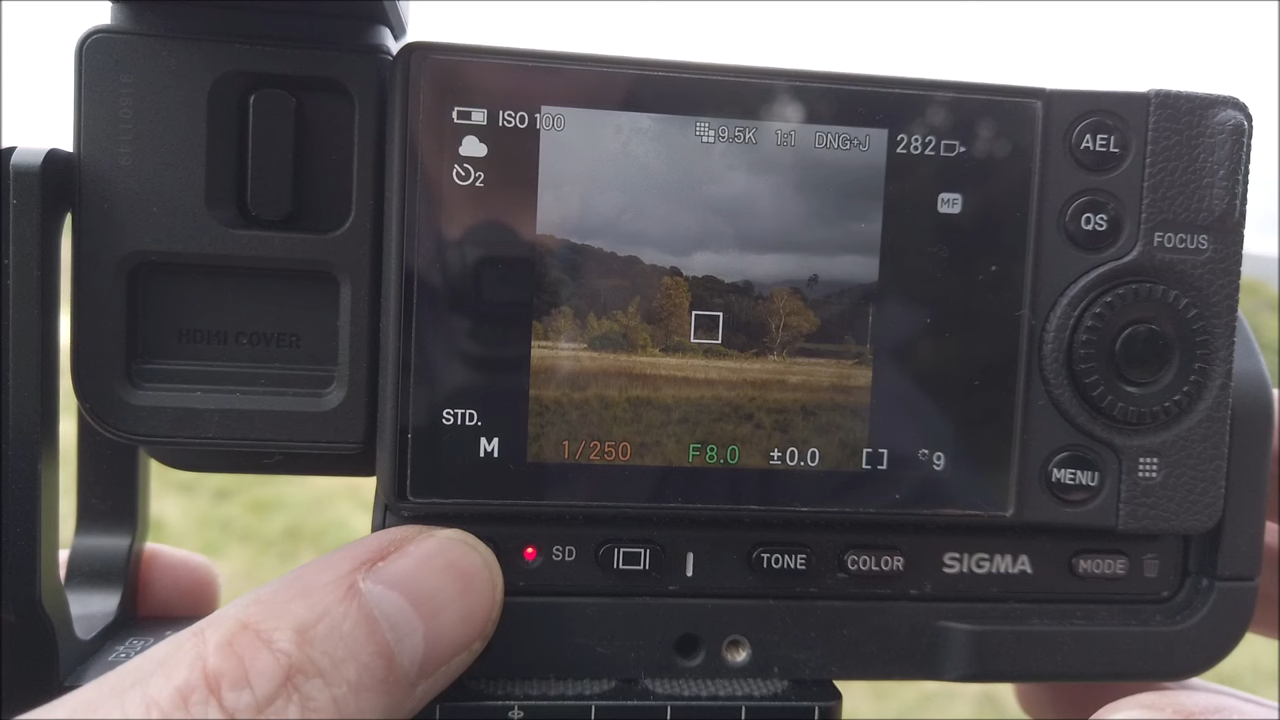 ISO 100
9.5K 1:1 DNG+J 282
2
MF
STD.
M 1/250 F8.0 ±0.0 9
HDMI COVER
AEL
QS
FOCUS
MENU
SD
TONE
COLOR
SIGMA
MODE